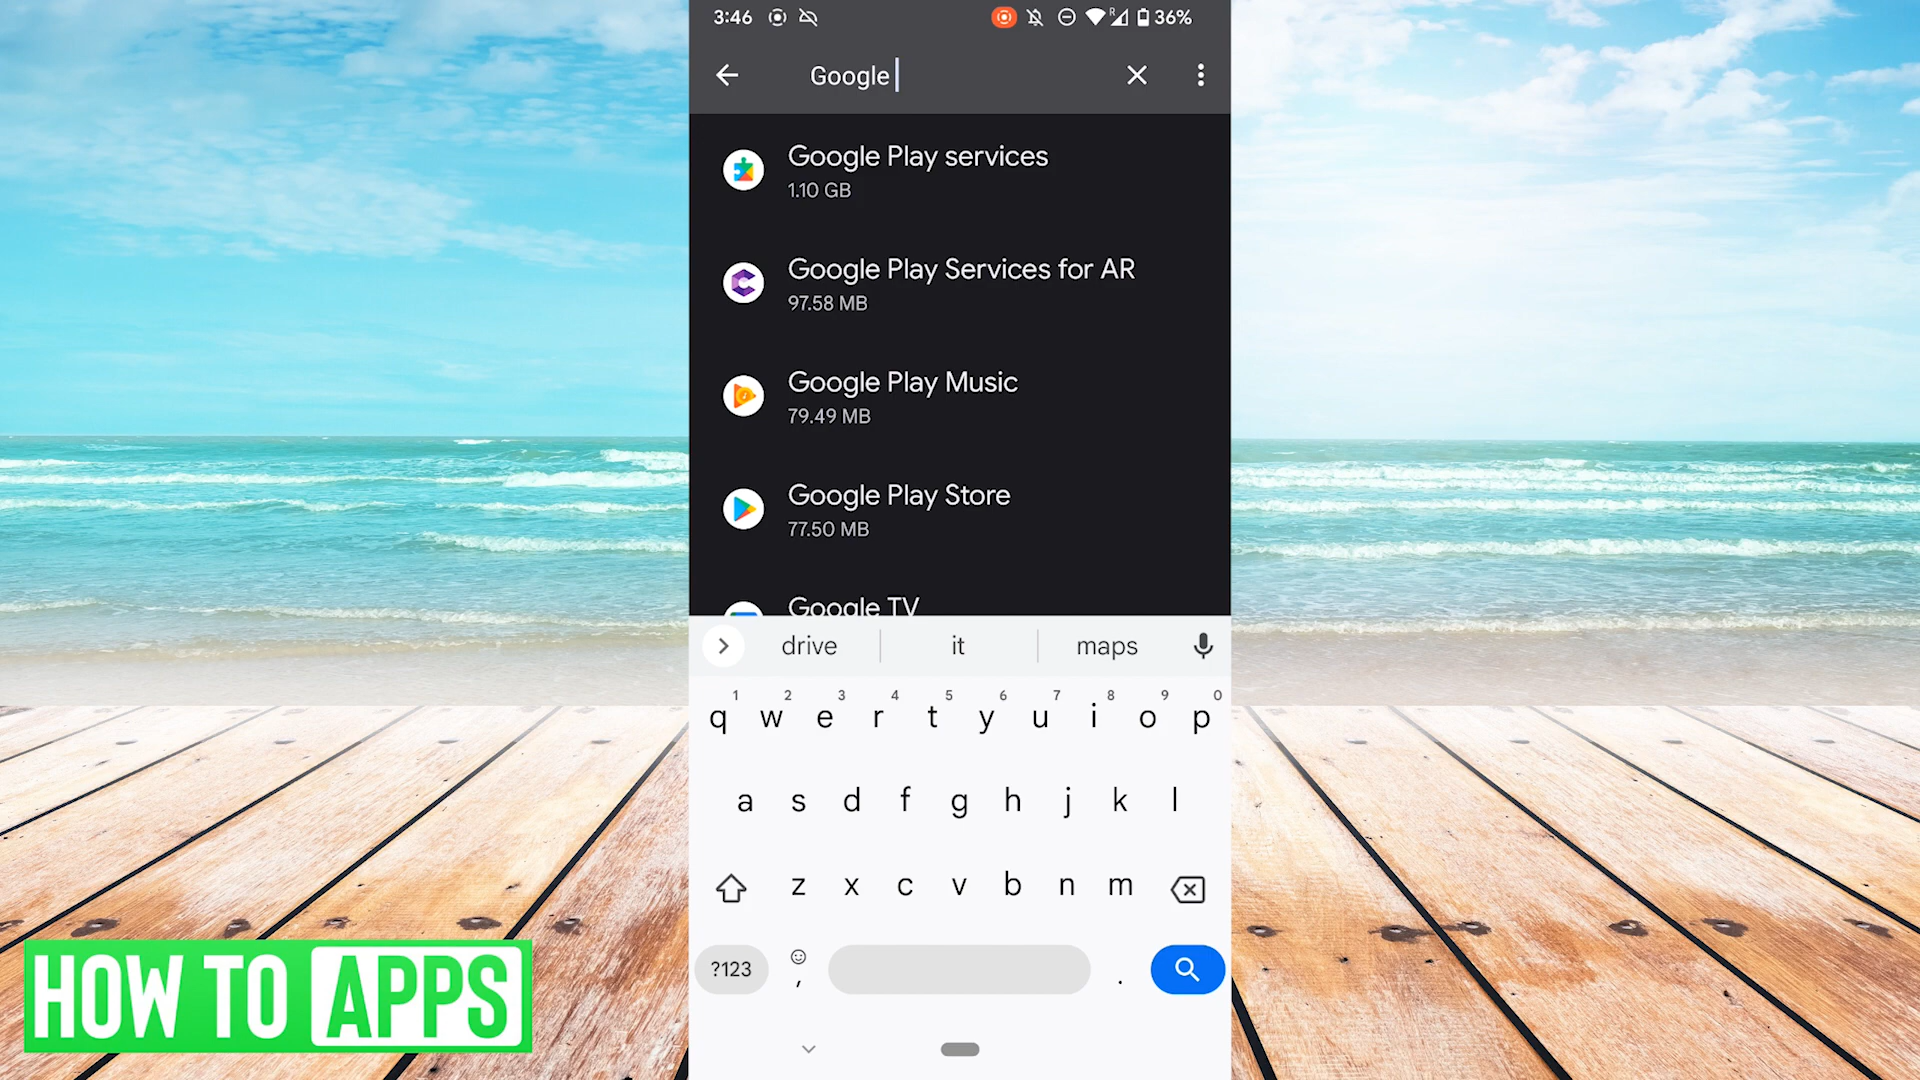 3:46
R
36%
Google
Google Play services
1.10 GB
Google Play Services for AR
97.58 MB
Google Play Music
79.49 MB
Google Play Store
77.50 MB
Google TV
drive it maps
1 2 3 4 5 6 7 8 9 0
q w e r t y u i o p
a s d f g h j k l
z x c v b n m
?123 , .
HOW TO APPS